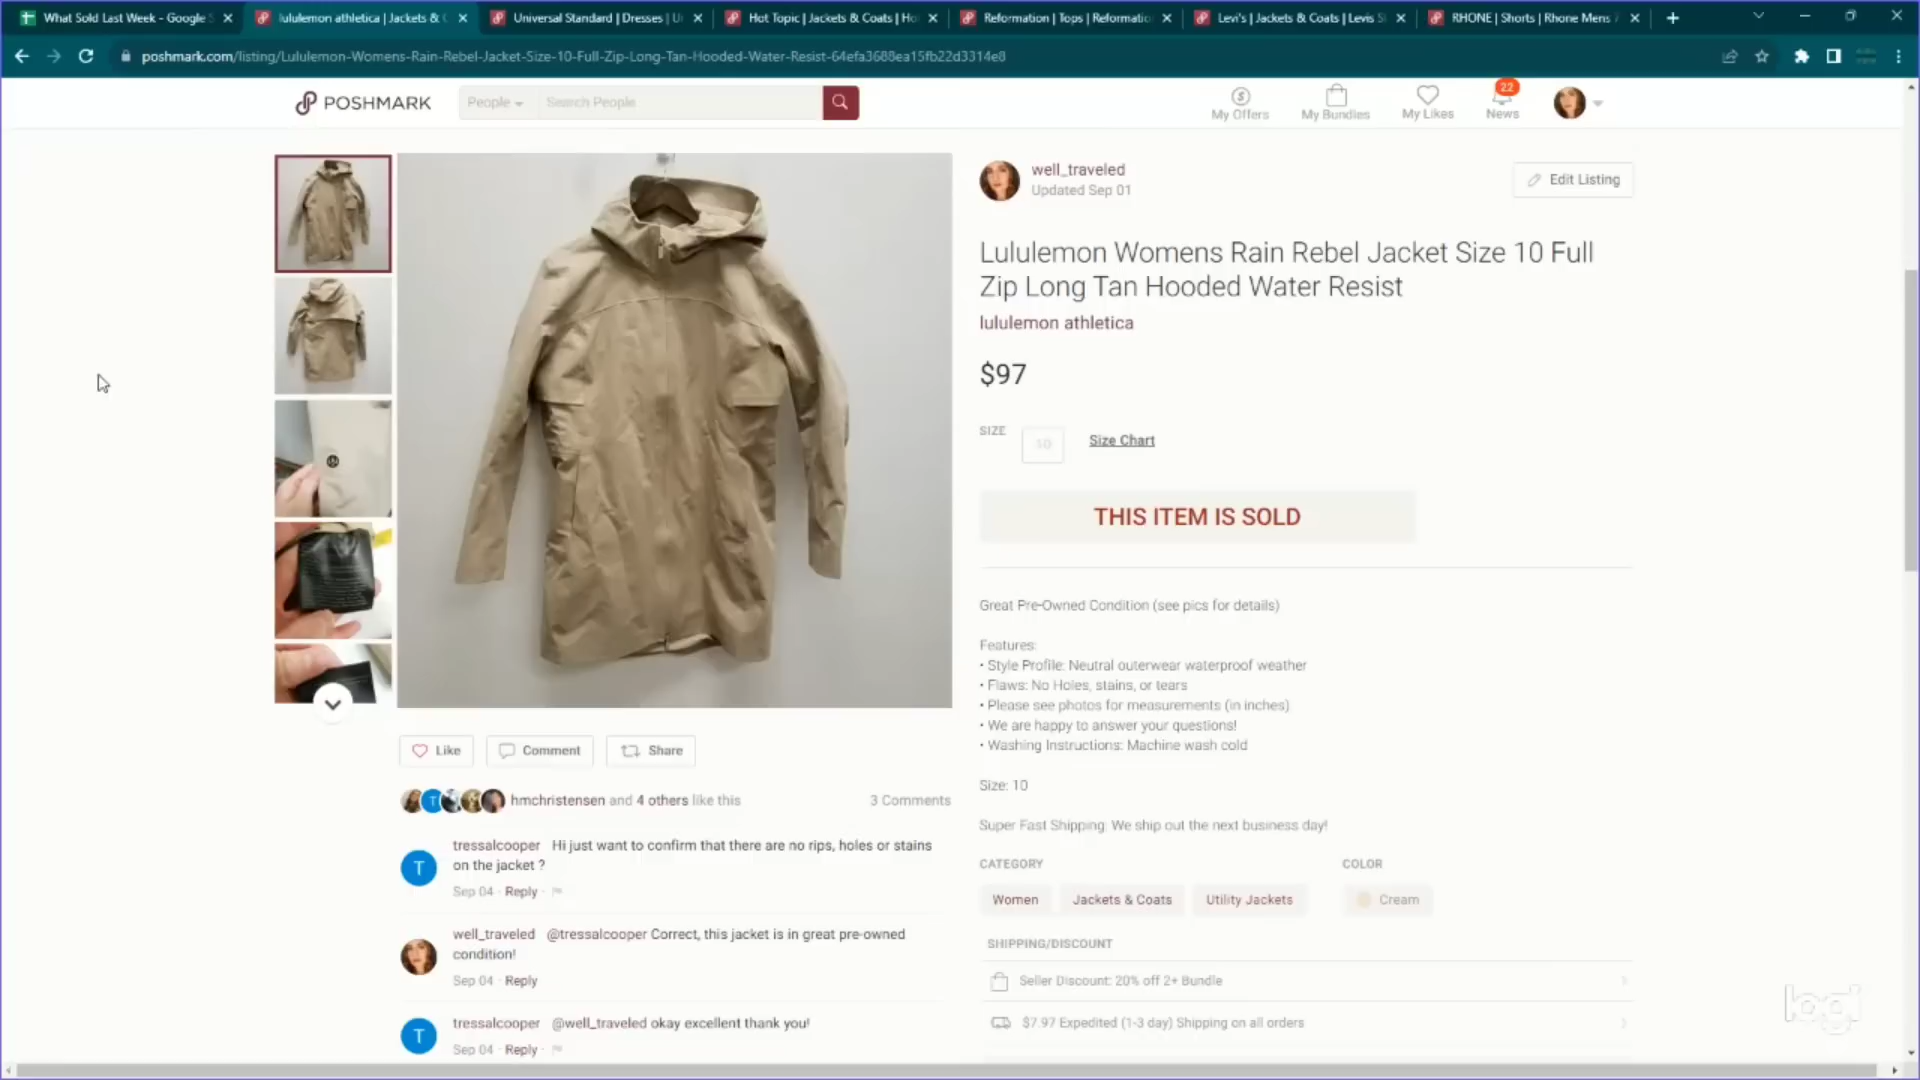 What Sold Last Week - Google S
lululemon athletica | Jackets & C
Universal Standard | Dresses | U
Hot Topic | Jackets & Coats | Ho
Reformation | Tops | Reformatio
Levi's | Jackets & Coats | Levis S
RHONE | Shorts | Rhone Mens 7
poshmark.com/listing/Lululemon-Womens-Rain-Rebel-Jacket-Size-10-Full-Zip-Long-Tan-Hooded-Water-Resist-64efa3688ea15fb22d3314e8
POSHMARK
People
Search People
My Offers
My Bundles
My Likes
22
News
well_traveled
Updated Sep 01
Edit Listing
Lululemon Womens Rain Rebel Jacket Size 10 Full
Zip Long Tan Hooded Water Resist
lululemon athletica
$97
SIZE
10
Size Chart
THIS ITEM IS SOLD
Great Pre-Owned Condition (see pics for details)
Features:
• Style Profile: Neutral outerwear waterproof weather
• Flaws: No Holes, stains, or tears
• Please see photos for measurements (in inches)
• We are happy to answer your questions!
• Washing Instructions: Machine wash cold
Size: 10
Super Fast Shipping: We ship out the next business day!
CATEGORY
COLOR
Women
Jackets & Coats
Utility Jackets
Cream
SHIPPING/DISCOUNT
Seller Discount: 20% off 2+ Bundle
$7.97 Expedited (1-3 day) Shipping on all orders
Like
Comment
Share
T
hmchristensen and 4 others like this
3 Comments
T
tressalcooper Hi just want to confirm that there are no rips, holes or stains
on the jacket ?
Sep 04 · Reply ·
well_traveled @tressalcooper Correct, this jacket is in great pre-owned
condition!
Sep 04 · Reply
T
tressalcooper @well_traveled okay excellent thank you!
Sep 04 · Reply ·
logi